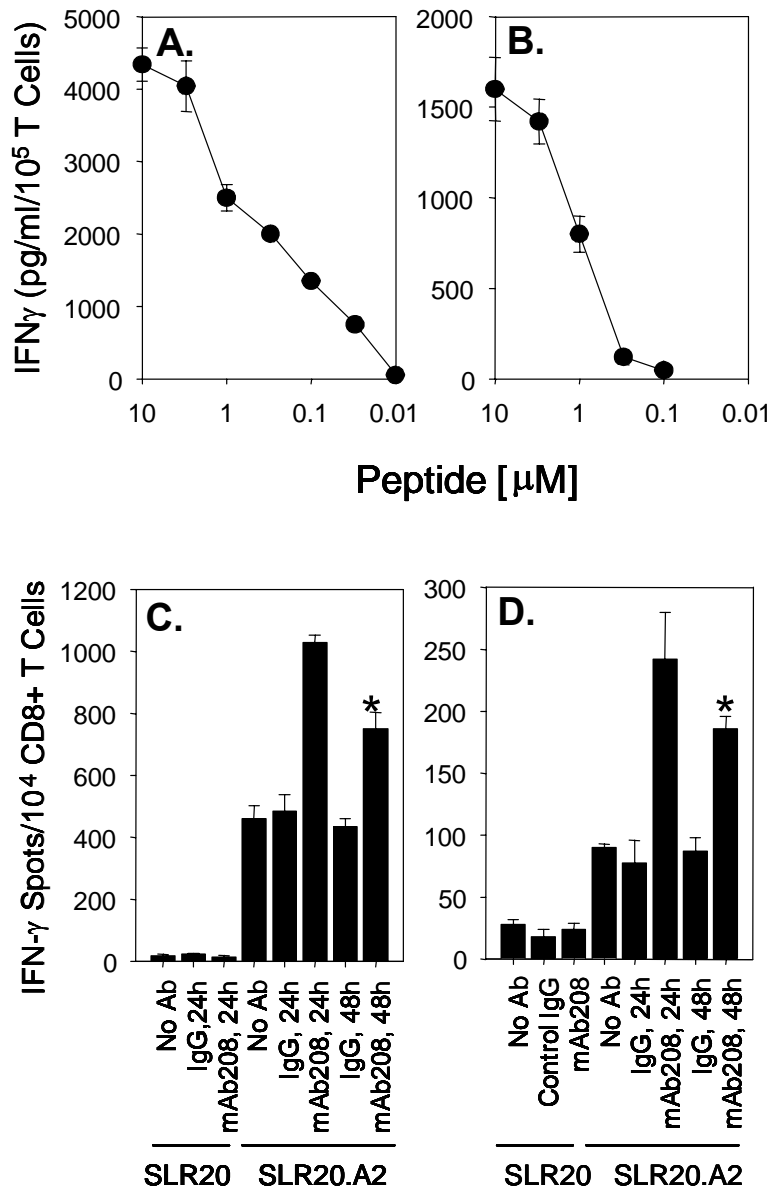 A.
B.
IFNγ (pg/ml/10⁵ T Cells)
5000
4000
3000
2000
1000
0
2000
1500
1000
500
0
10 1 0.1 0.01
10 1 0.1 0.01
Peptide [μM]
C.
D.
IFN-γ Spots/10⁴ CD8+ T Cells
1200
1000
800
600
400
200
0
*
300
250
200
150
100
50
0
*
No Ab
IgG,24h
mAb208, 24h
No Ab
IgG, 24h
mAb208, 24h
IgG, 48h
mAb208, 48h
No Ab
Control IgG
mAb208
No Ab
IgG, 24h
mAb208, 24h
IgG, 48h
mAb208, 48h
SLR20 SLR20.A2
SLR20 SLR20.A2